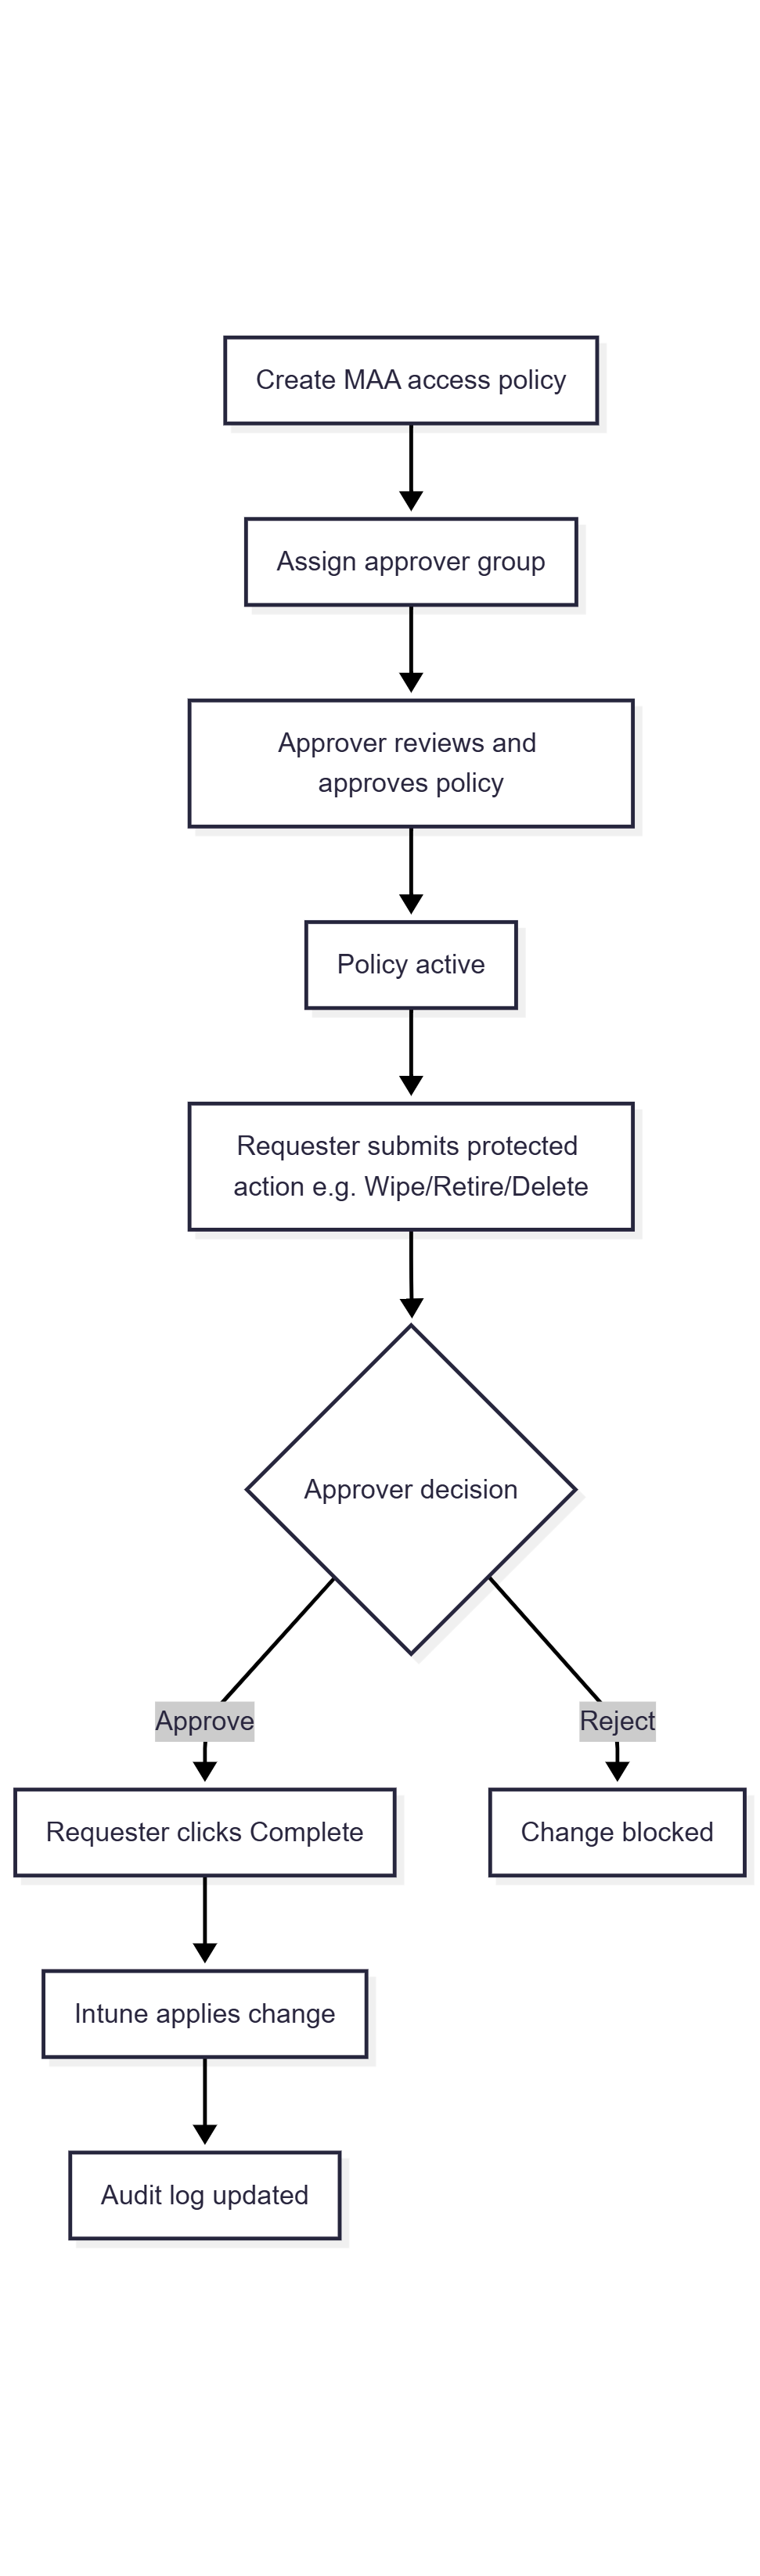 Create MAA access policy
Assign approver group
Approver reviews and
approves policy
Policy active
Requester submits protected
action e.g. Wipe/Retire/Delete
Approver decision
Approve
Reject
Requester clicks Complete
Change blocked
Intune applies change
Audit log updated